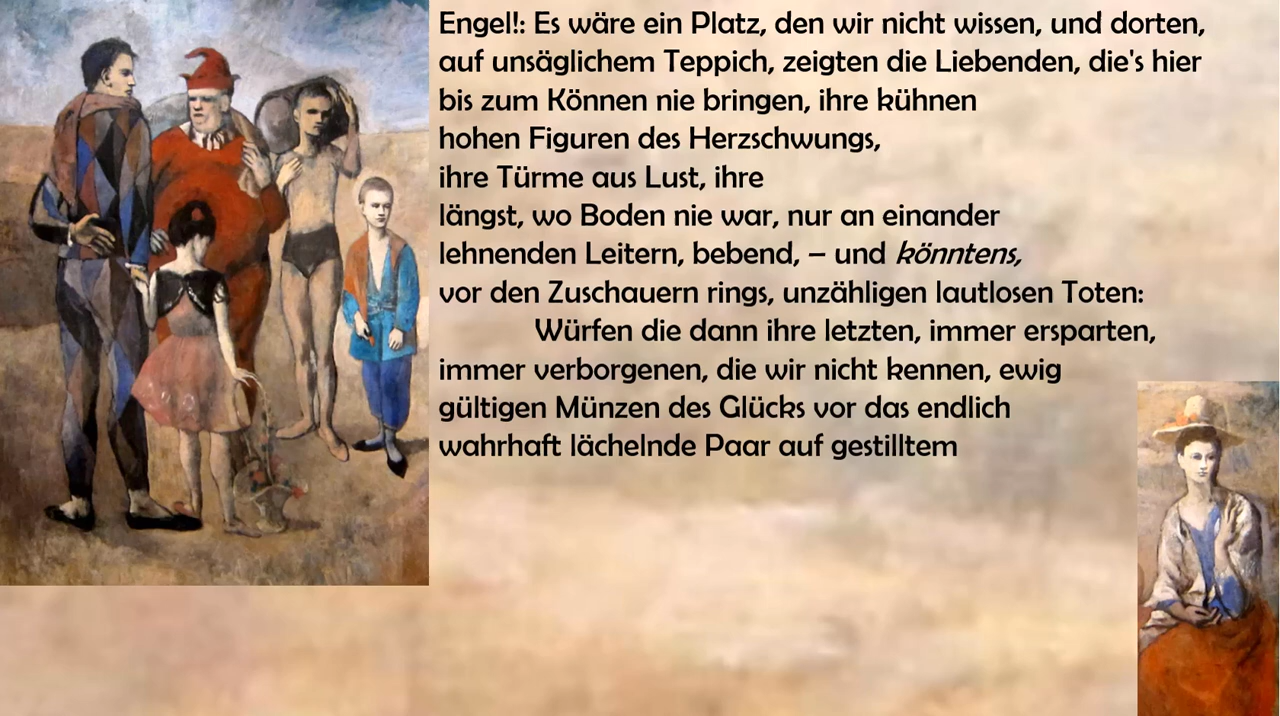 Engel!: Es wäre ein Platz, den wir nicht wissen, und dorten,
auf unsäglichem Teppich, zeigten die Liebenden, die's hier
bis zum Können nie bringen, ihre kühnen
hohen Figuren des Herzschwungs,
ihre Türme aus Lust, ihre
längst, wo Boden nie war, nur an einander
lehnenden Leitern, bebend, – und könntens,
vor den Zuschauern rings, unzähligen lautlosen Toten:
Würfen die dann ihre letzten, immer ersparten,
immer verborgenen, die wir nicht kennen, ewig
gültigen Münzen des Glücks vor das endlich
wahrhaft lächelnde Paar auf gestilltem